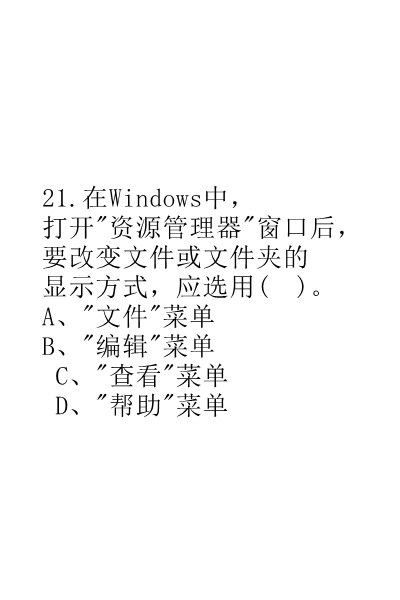 21.在Windows中,
打开"资源管理器"窗口后,
要改变文件或文件夹的
显示方式, 应选用(  )。
A、"文件"菜单
B、"编辑"菜单
C、"查看"菜单
D、"帮助"菜单